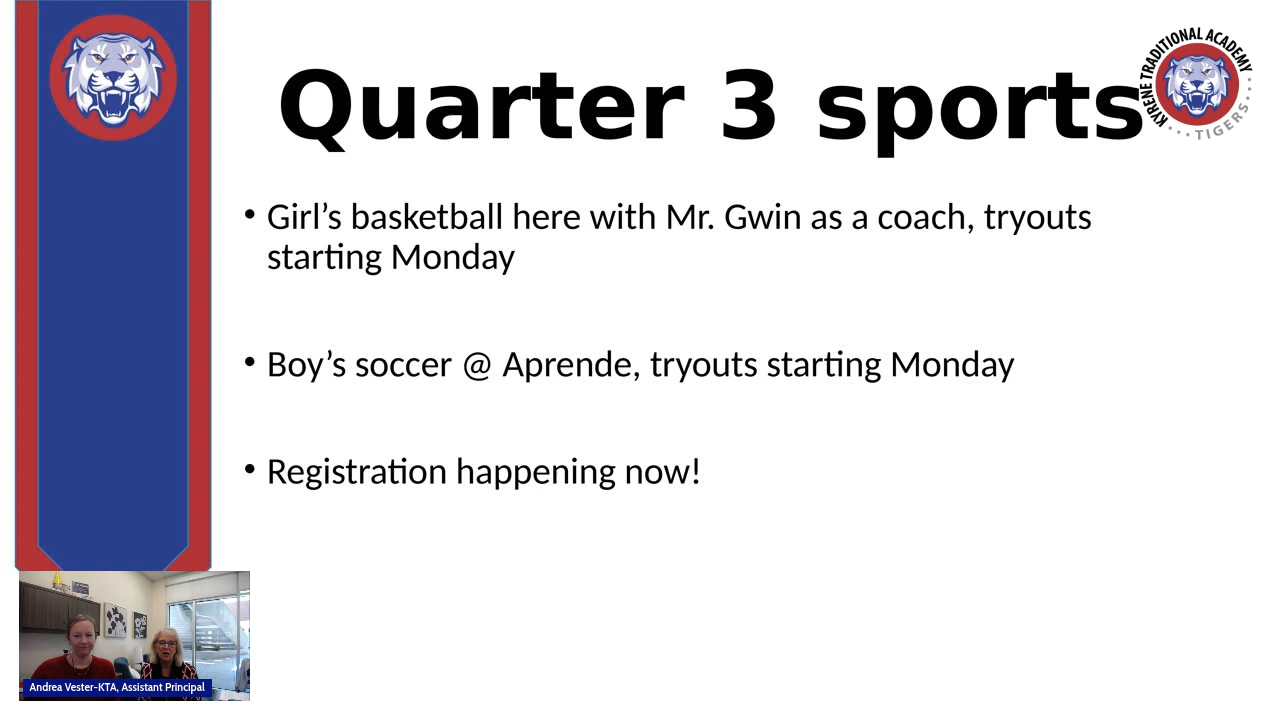 Quarter 3 sports
KYRENE TRADITIONAL ACADEMY
TIGERS
• Girl’s basketball here with Mr. Gwin as a coach, tryouts
starting Monday
• Boy’s soccer @ Aprende, tryouts starting Monday
• Registration happening now!
Andrea Vester-KTA, Assistant Principal